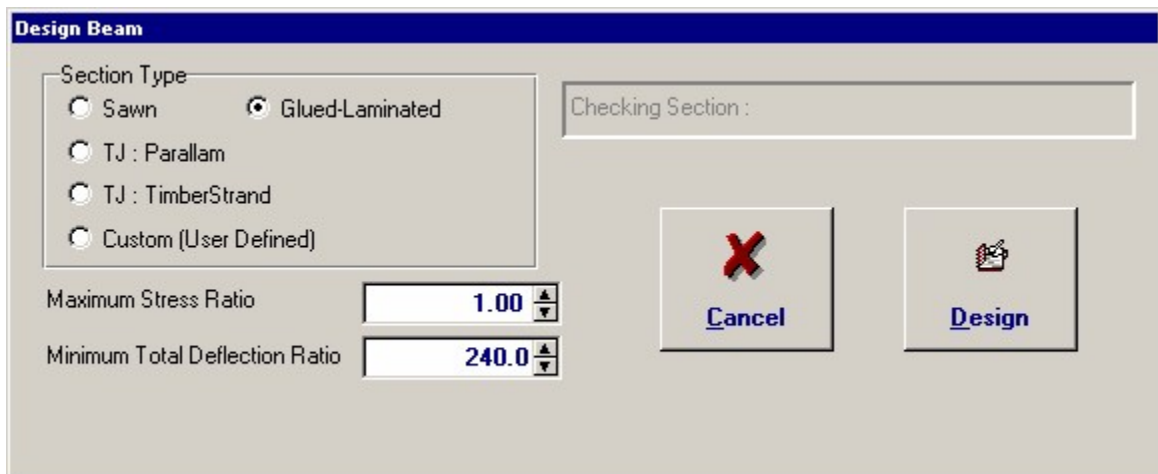 Design Beam
Section Type
Sawn Glued-Laminated
TJ : Parallam
TJ : TimberStrand
Custom (User Defined)
Checking Section :
Maximum Stress Ratio 1.00
Minimum Total Deflection Ratio 240.0
Cancel
Design